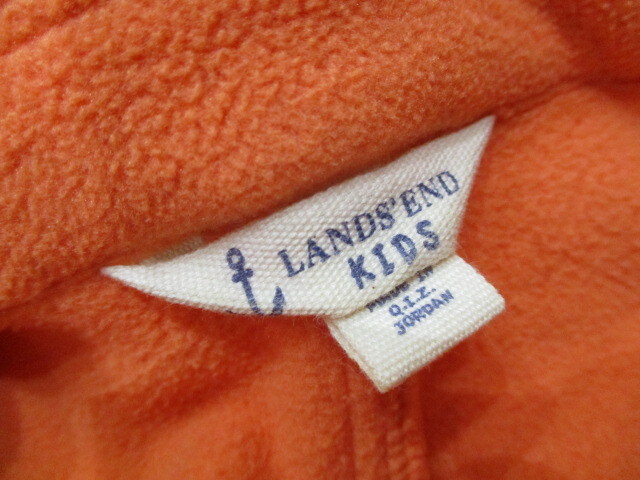 LANDS' END
KIDS
MADE IN
Q.I.Z.
JORDAN